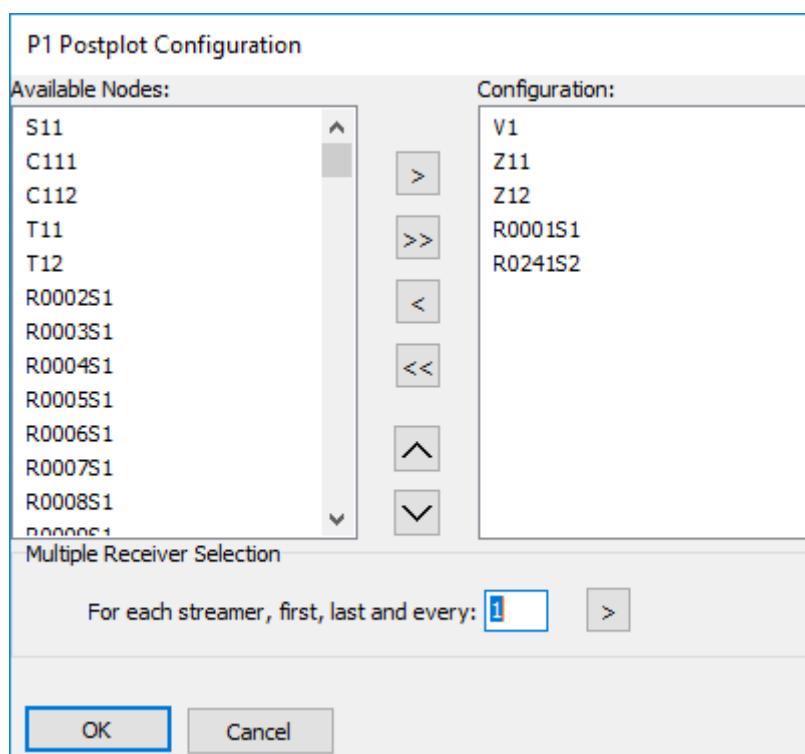 P1 Postplot Configuration
Available Nodes:
Configuration:
S11
C111
C112
T11
T12
R0002S1
R0003S1
R0004S1
R0005S1
R0006S1
R0007S1
R0008S1
R0009S1
>
>>
<
<<
V1
Z11
Z12
R0001S1
R0241S2
Multiple Receiver Selection
For each streamer, first, last and every: 1 >
OK
Cancel